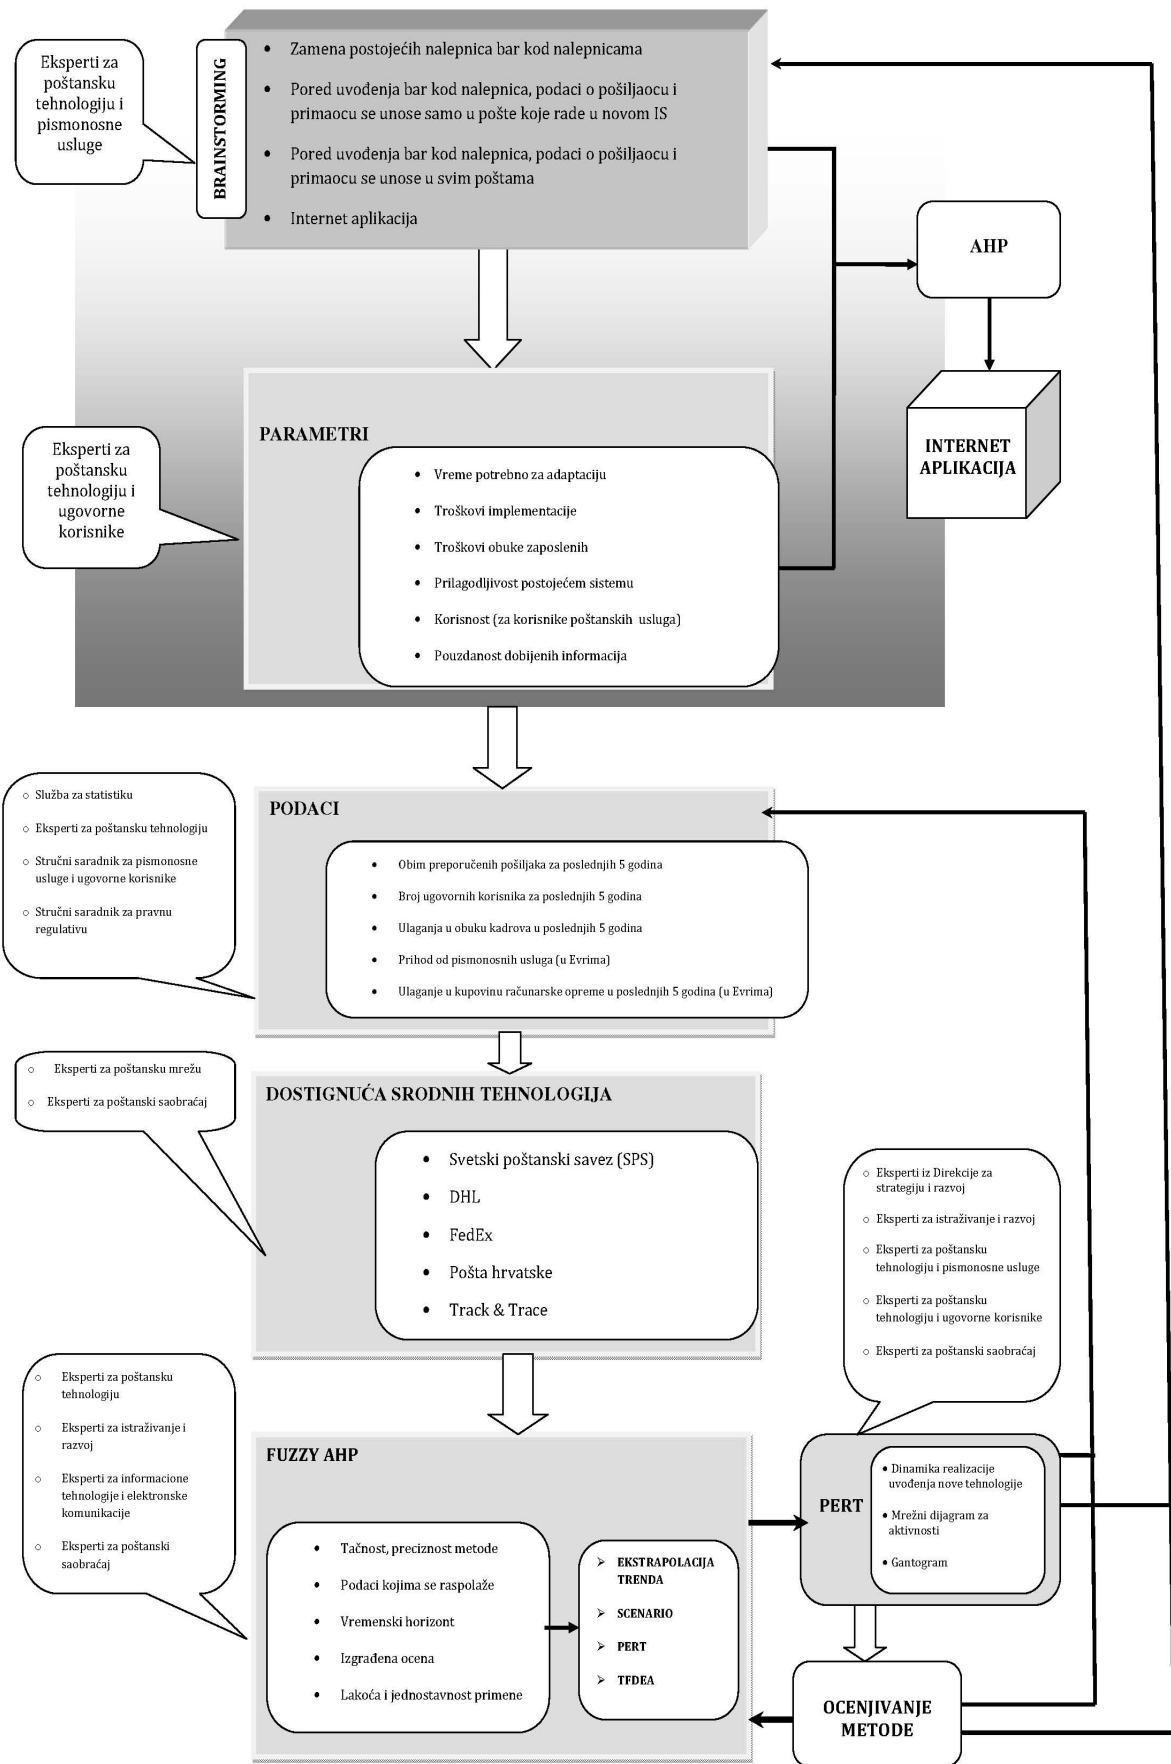 Eksperti za
poštansku
tehnologiju i
pismonosne
usluge
BRAINSTORMING
• Zamena postojećih nalepnica bar kod nalepnicama
• Pored uvođenja bar kod nalepnica, podaci o pošiljaocu i
primaocu se unose samo u pošte koje rade u novom IS
• Pored uvođenja bar kod nalepnica, podaci o pošiljaocu i
primaocu se unose u svim poštama
• Internet aplikacija
AHP
INTERNET
APLIKACIJA
Eksperti za
poštansku
tehnologiju i
ugovorne
korisnike
PARAMETRI
• Vreme potrebno za adaptaciju
• Troškovi implementacije
• Troškovi obuke zaposlenih
• Prilagodljivost postojećem sistemu
• Korisnost (za korisnike poštanskih usluga)
• Pouzdanost dobijenih informacija
○ Služba za statistiku
○ Eksperti za poštansku tehnologiju
○ Stručni saradnik za pismonosne
usluge i ugovorne korisnike
○ Stručni saradnik za pravnu
regulativu
PODACI
• Obim preporučenih pošiljaka za poslednjih 5 godina
• Broj ugovornih korisnika za poslednjih 5 godina
• Ulaganja u obuku kadrova u poslednjih 5 godina
• Prihod od pismonosnih usluga (u Evrima)
• Ulaganje u kupovinu računarske opreme u poslednjih 5 godina (u Evrima)
○ Eksperti za poštansku mrežu
○ Eksperti za poštanski saobraćaj
DOSTIGNUĆA SRODNIH TEHNOLOGIJA
• Svetski poštanski savez (SPS)
• DHL
• FedEx
• Pošta hrvatske
• Track & Trace
○ Eksperti iz Direkcije za
strategiju i razvoj
○ Eksperti za istraživanje i razvoj
○ Eksperti za poštansku
tehnologiju i pismonosne usluge
○ Eksperti za poštansku
tehnologiju i ugovorne korisnike
○ Eksperti za poštanski saobraćaj
○ Eksperti za poštansku
tehnologiju
○ Eksperti za istraživanje i
razvoj
○ Eksperti za informacione
tehnologije i elektronske
komunikacije
○ Eksperti za poštanski
saobraćaj
FUZZY AHP
• Tačnost, preciznost metode
• Podaci kojima se raspolaže
• Vremenski horizont
• Izgrađena ocena
• Lakoća i jednostavnost primene
➢ EKSTRAPOLACIJA
TRENDA
➢ SCENARIO
➢ PERT
➢ TFDEA
PERT
• Dinamika realizacije
uvođenja nove tehnologije
• Mrežni dijagram za
aktivnosti
• Gantogram
OCENJIVANJE
METODE